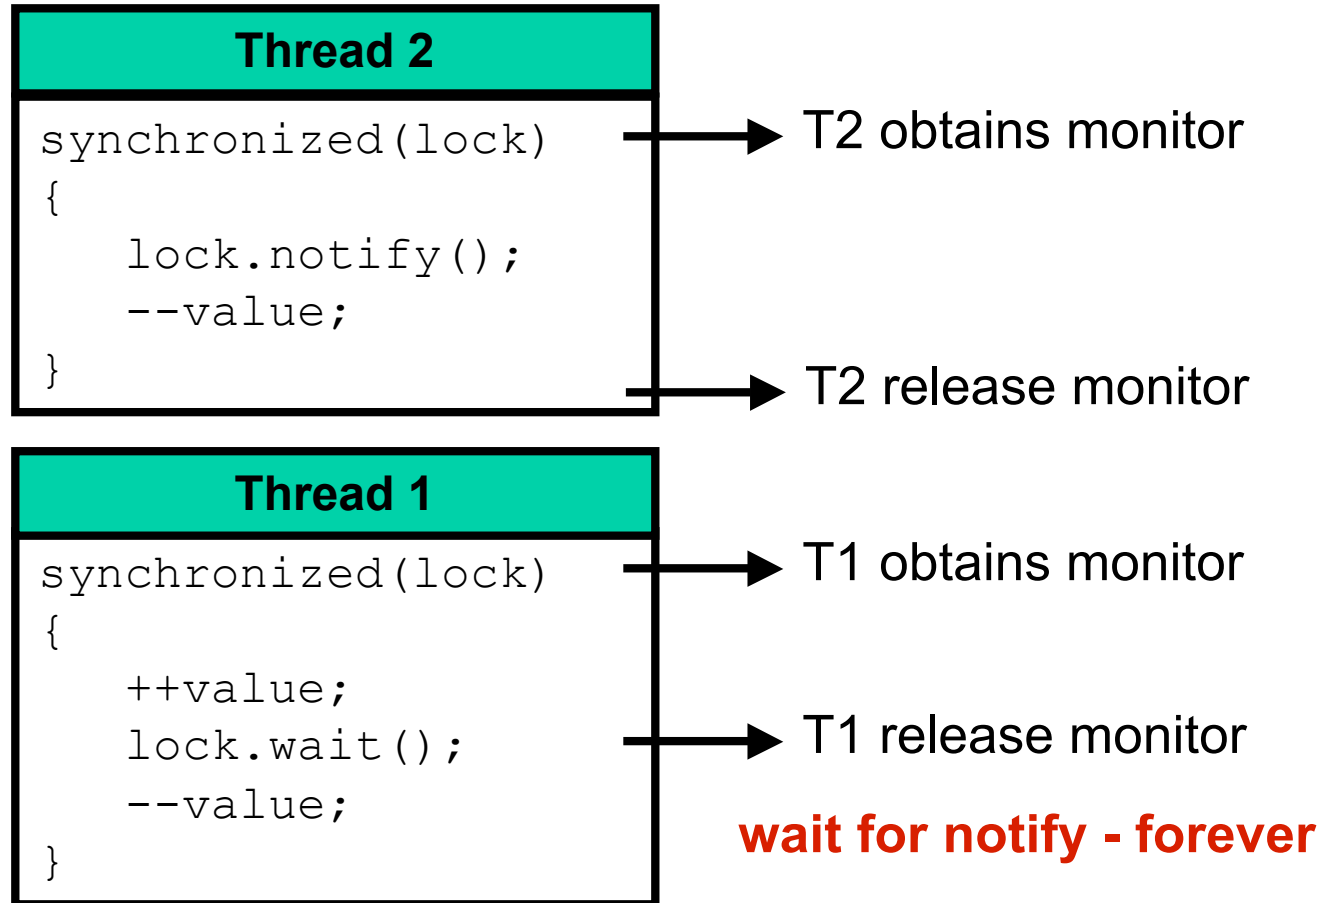 Thread 2
synchronized(lock)
{
lock.notify();
--value;
}
T2 obtains monitor
T2 release monitor
Thread 1
synchronized(lock)
{
++value;
lock.wait();
--value;
}
T1 obtains monitor
T1 release monitor
wait for notify - forever